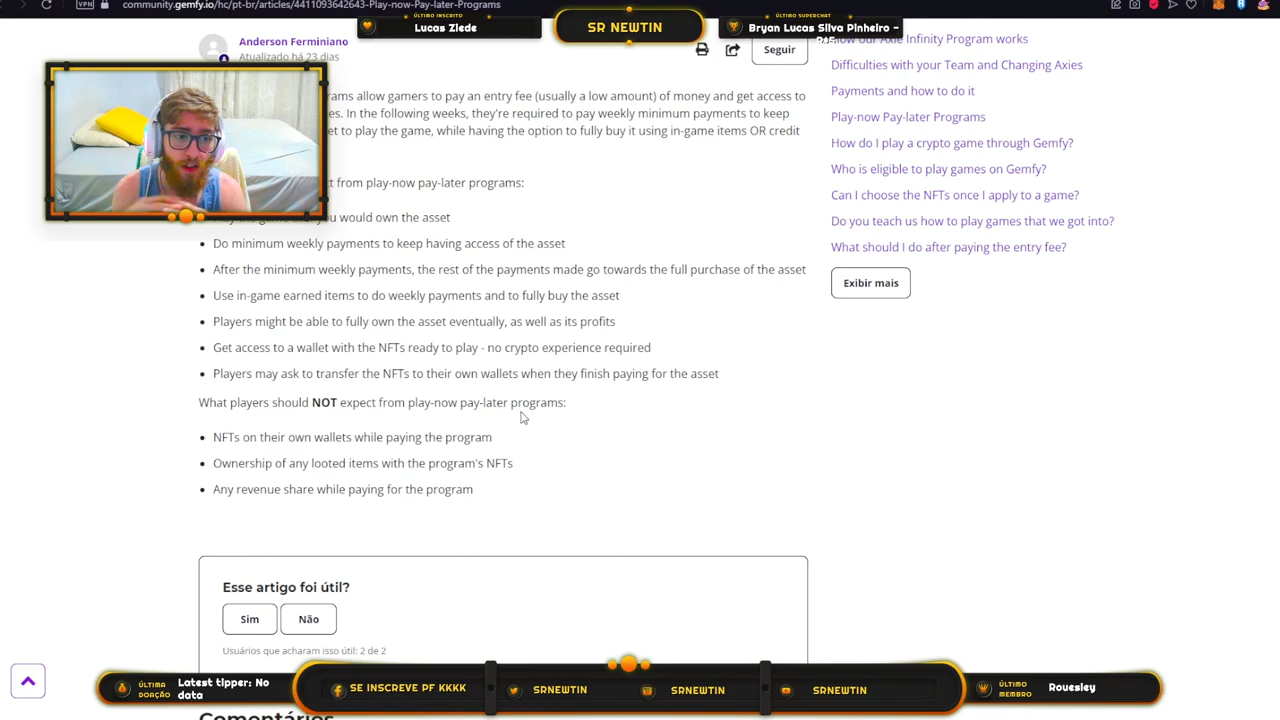 community.gemfy.io/hc/pt-br/articles/4411093642643-Play-now-Pay-later-Programs
VPN
ÚLTIMO INSCRITO
Lucas Ziede
SR NEWTIN
ÚLTIMO SUPERCHAT
Bryan Lucas Silva Pinheiro -
Anderson Ferminiano
Atualizado há 23 dias
Seguir
rams allow gamers to pay an entry fee (usually a low amount) of money and get access to
es. In the following weeks, they're required to pay weekly minimum payments to keep
et to play the game, while having the option to fully buy it using in-game items OR credit
ct from play-now pay-later programs:
you would own the asset
Do minimum weekly payments to keep having access of the asset
After the minimum weekly payments, the rest of the payments made go towards the full purchase of the asset
Use in-game earned items to do weekly payments and to fully buy the asset
Players might be able to fully own the asset eventually, as well as its profits
Get access to a wallet with the NFTs ready to play - no crypto experience required
Players may ask to transfer the NFTs to their own wallets when they finish paying for the asset
What players should NOT expect from play-now pay-later programs:
NFTs on their own wallets while paying the program
Ownership of any looted items with the program's NFTs
Any revenue share while paying for the program
Axie Infinity Program works
Difficulties with your Team and Changing Axies
Payments and how to do it
Play-now Pay-later Programs
How do I play a crypto game through Gemfy?
Who is eligible to play games on Gemfy?
Can I choose the NFTs once I apply to a game?
Do you teach us how to play games that we got into?
What should I do after paying the entry fee?
Exibir mais
Esse artigo foi útil?
Sim
Não
Usuários que acharam isso útil: 2 de 2
ÚLTIMA DOAÇÃO
Latest tipper: No data
SE INSCREVE PF KKKK
SRNEWTIN
SRNEWTIN
SRNEWTIN
ÚLTIMO MEMBRO
Rouesley
Comentários